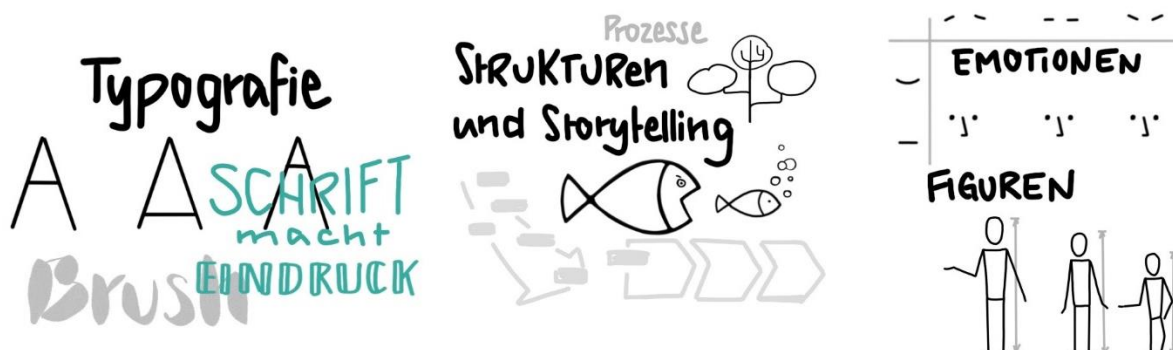 Typografie
A A A
SCHRIFT
macht
EINDRUCK
Brush
Prozesse
STRUKTUREN
und Storytelling
EMOTIONEN
FIGUREN